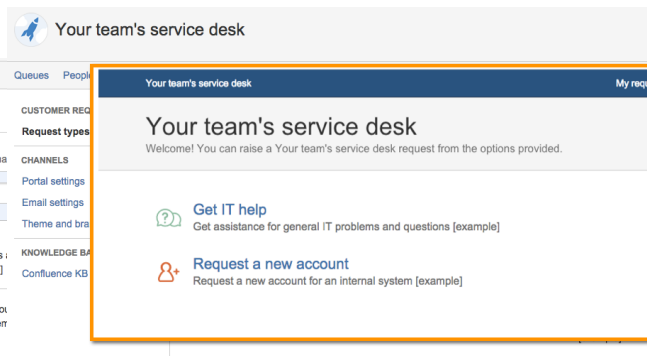 Your team's service desk
Queues
CUSTOMER REQ
Request types
CHANNELS
Portal settings
Email settings
Theme and bra
KNOWLEDGE BA
Confluence KB
Your team's service desk
My requ
Your team's service desk
Welcome! You can raise a Your team's service desk request from the options provided.
Get IT help
Get assistance for general IT problems and questions [example]
Request a new account
Request a new account for an internal system [example]